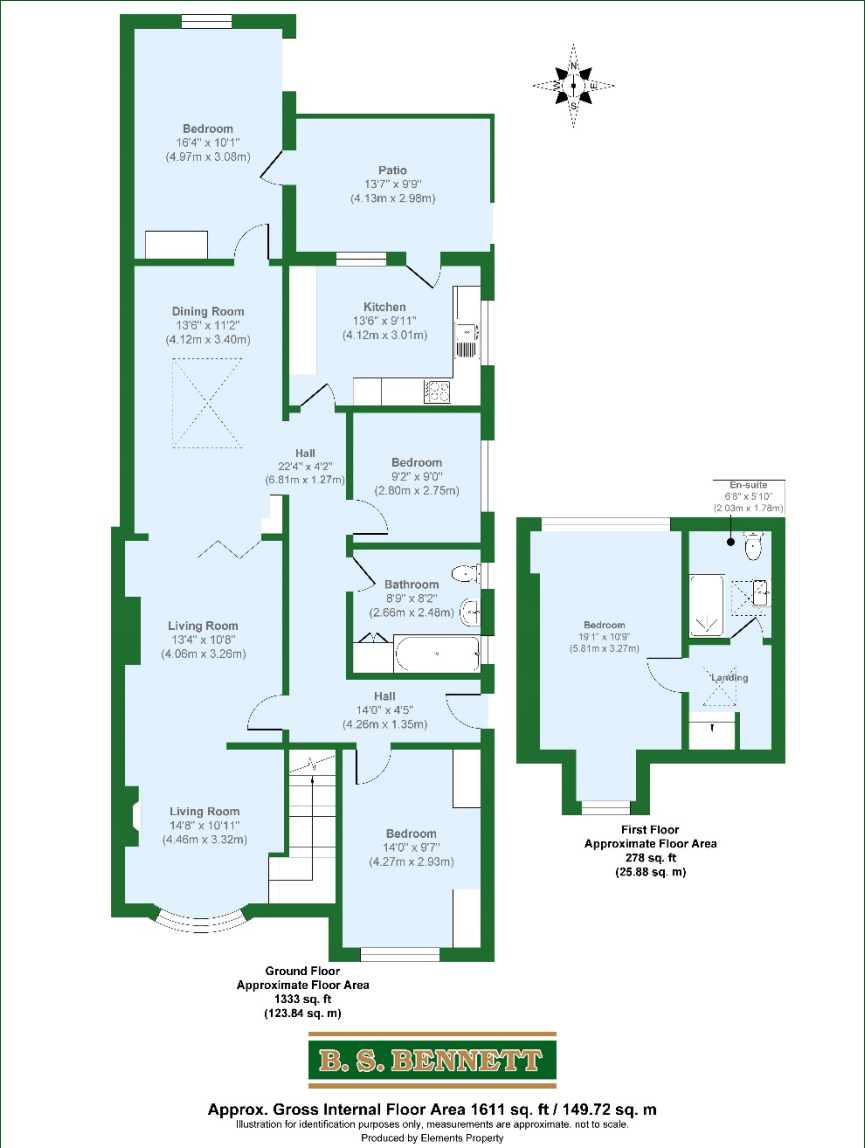 N
W E
S
Bedroom
16'4" x 10'1"
(4.97m x 3.08m)
Patio
13'7" x 9'9"
(4.13m x 2.98m)
Dining Room
13'6" x 11'2"
(4.12m x 3.40m)
Kitchen
13'6" x 9'11"
(4.12m x 3.01m)
Hall
22'4" x 4'2"
(6.81m x 1.27m)
Bedroom
9'2" x 9'0"
(2.80m x 2.75m)
Bathroom
8'9" x 8'2"
(2.66m x 2.48m)
Living Room
13'4" x 10'8"
(4.06m x 3.26m)
Hall
14'0" x 4'5"
(4.26m x 1.35m)
Living Room
14'8" x 10'11"
(4.46m x 3.32m)
Bedroom
14'0" x 9'7"
(4.27m x 2.93m)
En-suite
6'8" x 5'10"
(2.03m x 1.78m)
Bedroom
19'1" x 10'9"
(5.81m x 3.27m)
Landing
First Floor
Approximate Floor Area
278 sq. ft
(25.88 sq. m)
Ground Floor
Approximate Floor Area
1333 sq. ft
(123.84 sq. m)
B. S. BENNETT
Approx. Gross Internal Floor Area 1611 sq. ft / 149.72 sq. m
Illustration for identification purposes only, measurements are approximate. not to scale.
Produced by Elements Property